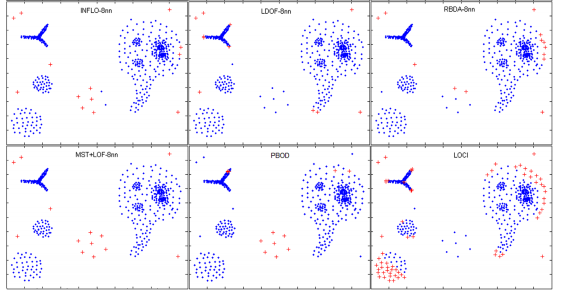 INFLO-8nn
LDOF-8nn
RBDA-8nn
MST+LOF-8nn
PBOD
LOCI